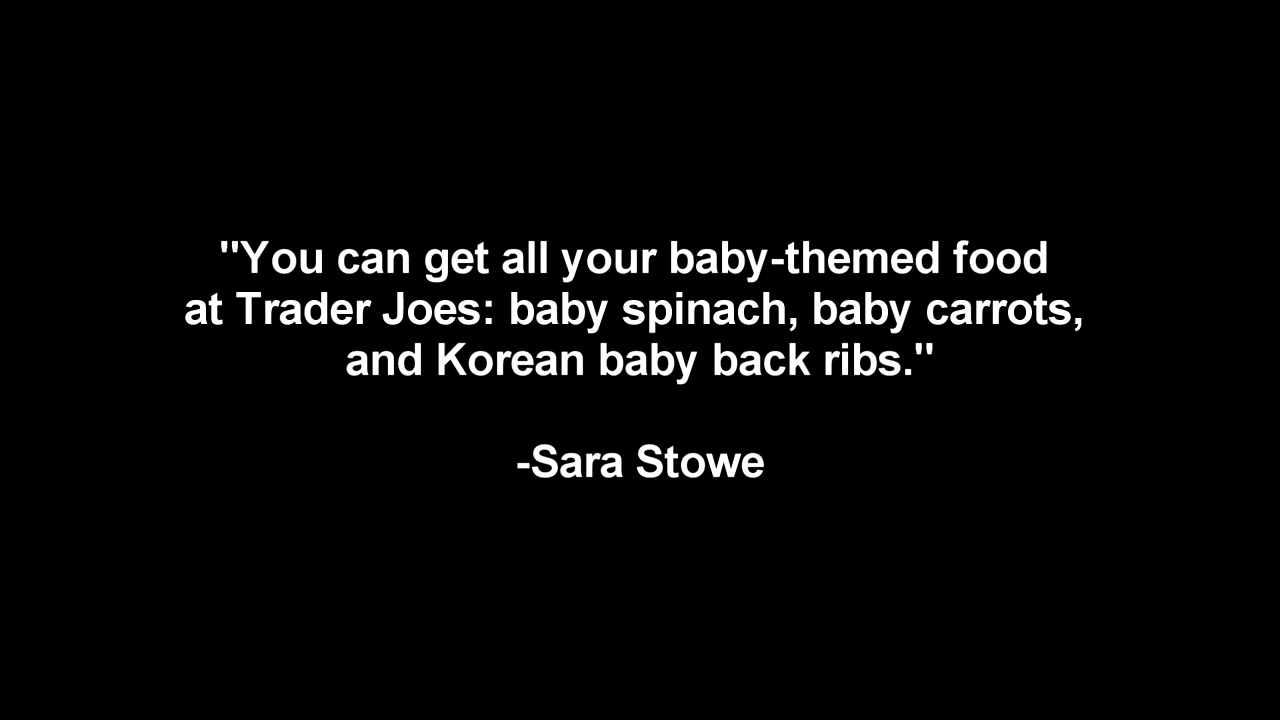 "You can get all your baby-themed food
at Trader Joes: baby spinach, baby carrots,
and Korean baby back ribs."
-Sara Stowe